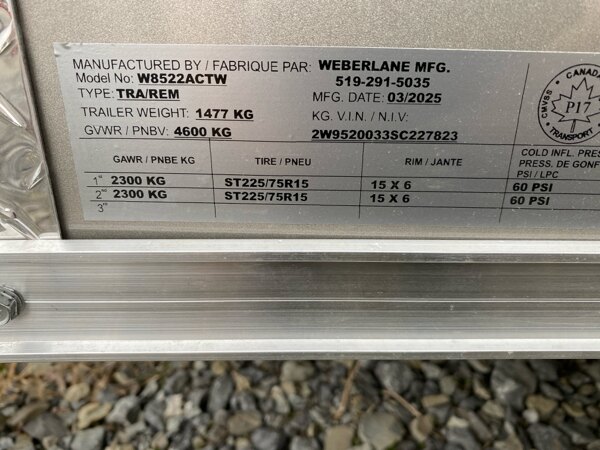 MANUFACTURED BY / FABRIQUE PAR: WEBERLANE MFG.
Model No: W8522ACTW 519-291-5035
TYPE: TRA/REM MFG. DATE: 03/2025
TRAILER WEIGHT: 1477 KG K.G. V.I.N. / N.I.V.
GVWR / PNBV: 4600 KG 2W9520033SC227823
CANADA
CMVSS
P17
TRANSPORT
GAWR / PNBE KG TIRE / PNEU RIM / JANTE COLD INFL. PRES
PRESS. DE GONF
PSI / LPC
1st 2300 KG ST225/75R15 15 X 6 60 PSI
2nd 2300 KG ST225/75R15 15 X 6 60 PSI
3rd